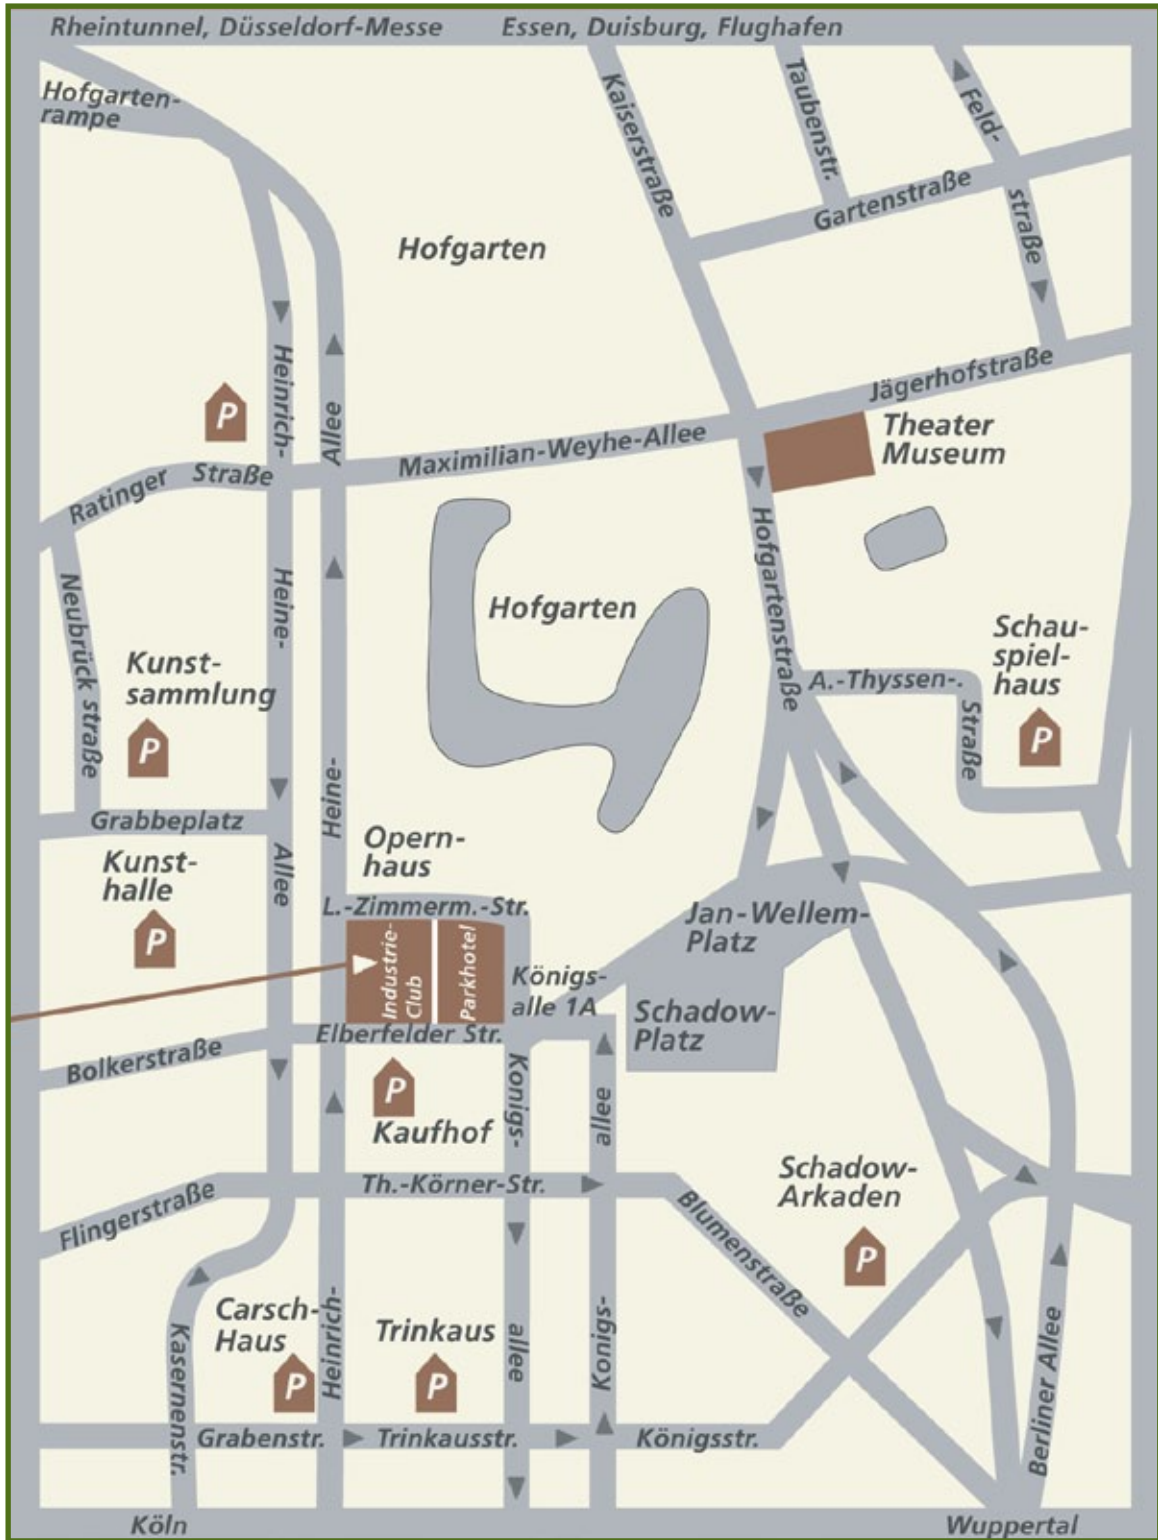 Rheintunnel, Düsseldorf-Messe
Essen, Duisburg, Flughafen
Hofgarten-
rampe
Kaiserstraße
Taubenstr.
Feld-
straße
Gartenstraße
Hofgarten
Heinrich-
Allee
P
Jägerhofstraße
Maximilian-Weyhe-Allee
Theater
Museum
Ratinger Straße
Neubrück straße
Heine-
Hofgarten
Hofgartenstraße
Kunst-
sammlung
P
A.-Thyssen-.
Straße
Schau-
spiel-
haus
P
Heine-
Grabbeplatz
Allee
Kunst-
halle
P
Opern-
haus
L.-Zimmerm.-Str.
Industrie-
Club
Parkhotel
Königs-
alle 1A
Jan-Wellem-
Platz
Schadow-
Platz
Elberfelder Str.
Bolkerstraße
P
Kaufhof
Konigs-
allee
Th.-Körner-Str.
Flingerstraße
Blumenstraße
Schadow-
Arkaden
P
Carsch-
Haus
P
Heinrich-
Trinkaus
P
allee
Konigs-
Kasernenstr.
Grabenstr.
Trinkausstr.
Königsstr.
Berliner Allee
Köln
Wuppertal